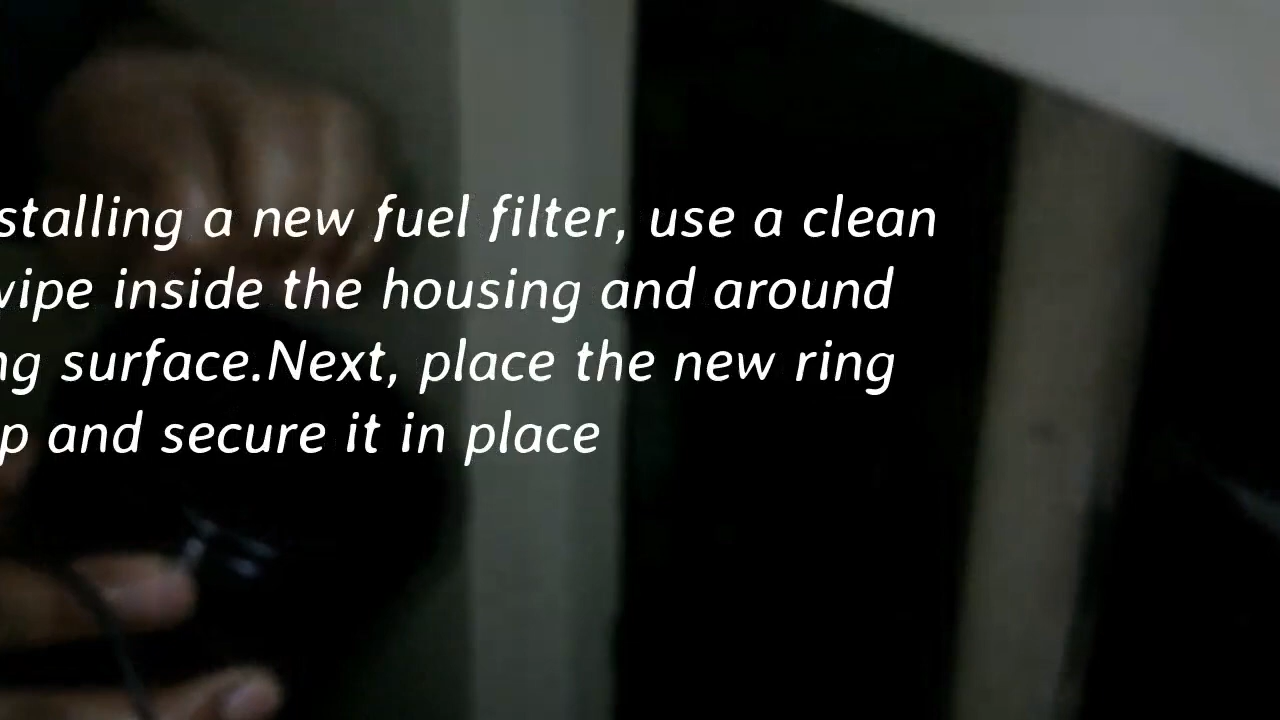 stalling a new fuel filter, use a clean
wipe inside the housing and around
ng surface.Next, place the new ring
p and secure it in place